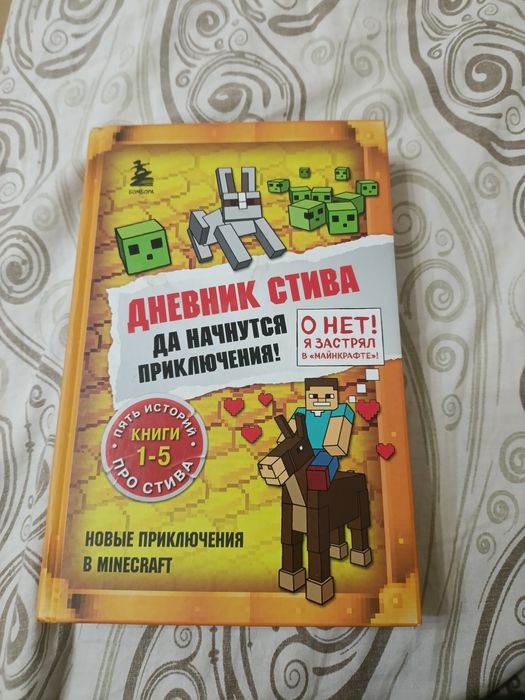 БОМБОРА
ДНЕВНИК СТИВА
ДА НАЧНУТСЯ
ПРИКЛЮЧЕНИЯ!
О НЕТ!
Я ЗАСТРЯЛ
В «МАЙНКРАФТЕ»!
ПЯТЬ ИСТОРИЙ
КНИГИ
1-5
ПРО СТИВА
НОВЫЕ ПРИКЛЮЧЕНИЯ
В MINECRAFT